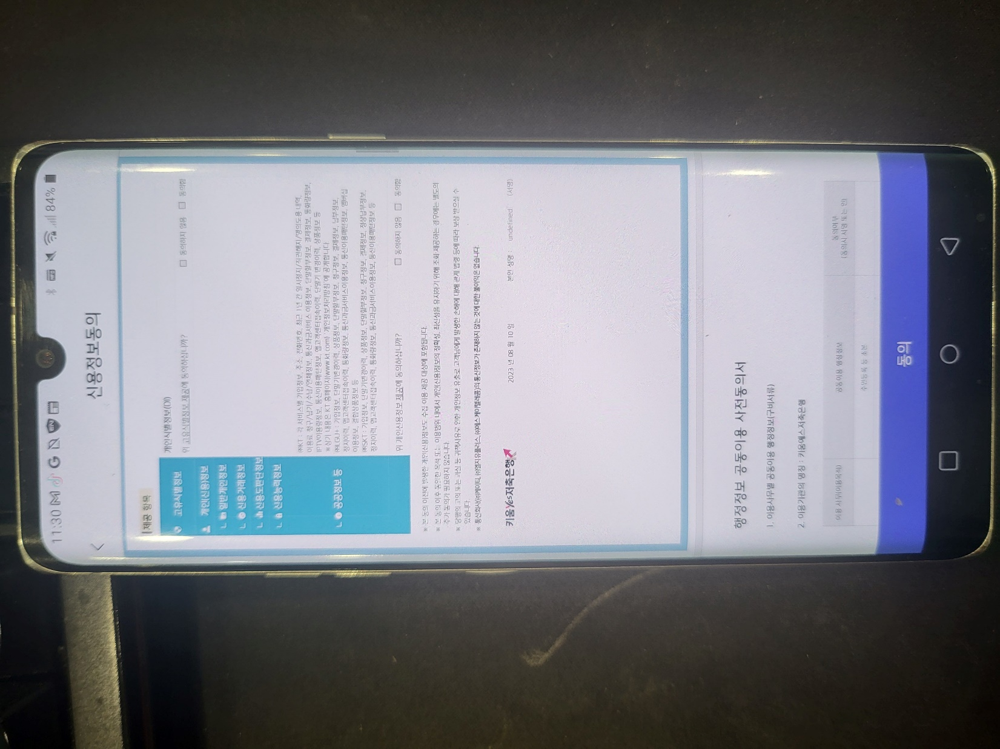 11:30
84%
신용정보동의
제공 항목
고유식별정보
개인식별정보(DI)
위 고유식별정보 제공에 동의하십니까?
동의하지 않음
동의함
개인(신용)정보
일반개인정보
신용거래정보
신용도판단정보
신용능력정보
공공정보 등
㈜KT : 각 서비스별 가입정보, 주소, 전화번호, 최근 1년 간 일시정지/직권해지/명의도용 내역,
이용료 청구/납기/수납/연체정보, 통신과금서비스 이용정보, 단말할부정보, 결제정보, 통화량정보,
IPTV이용량정보, 통신이용패턴정보, 앱고객센터접속이력, 단말기 변경이력, 상품정보 등
※ 상기 내용은 KT 홈페이지(www.kt.com) '개인정보처리방침'에 공개합니다
㈜LGU+ : 가입정보, 단말기변경이력, 상품정보, 단말할부정보, 청구정보, 결제정보, 납부정보,
정지이력, 앱고객센터접속이력, 통화량정보, 통신과금서비스이용정보, 통신이용패턴정보, 멤버십
이용정보, 결합상품정보 등
㈜SKT : 가입정보, 단말기변경이력, 상품정보, 단말할부정보, 청구정보, 결제정보, 정상납부정보,
정지이력, 앱고객센터접속이력, 통화량정보, 통신과금서비스이용정보, 통신이용패턴정보 등
위 개인신용정보 제공에 동의하십니까?
동의하지 않음
동의함
※ 본 동의 이전에 발생한 개인(신용)정보도 수집·이용·제공 대상에 포함됩니다.
※ 본 동의 이후 동일한 목적 또는 이용범위 내에서 개인(신용)정보의 정확성, 최신성을 유지하기 위해 조회·제공하는 경우에는 별도의
추가 동의가 필요하지 않습니다.
※ 당행의 고의 또는 과실 등 귀책사유로 인한 개인정보 유출로 고객님에게 발생한 손해에 대해 관계 법령 등에 따라 보상 받으실 수
있습니다.
※ 통신회사(㈜케이티, ㈜엘지유플러스, ㈜에스케이텔레콤)의 통신정보가 존재하지 않는 것에 대한 불이익은 없습니다.
키움Yes저축은행
2023 년 08 월 10 일
본인 성명 :
undefined
(서명)
행정정보 공동이용 사전동의서
1. 이용사무별 공동이용 행정정보(구비서류)
2. 이용기관의 명칭 : 키움예스저축은행
이용 사무(이용목적)
공동이용 행정정보
동의여부
(동의시 서명 또는 인)
주민등록 등·초본
동의